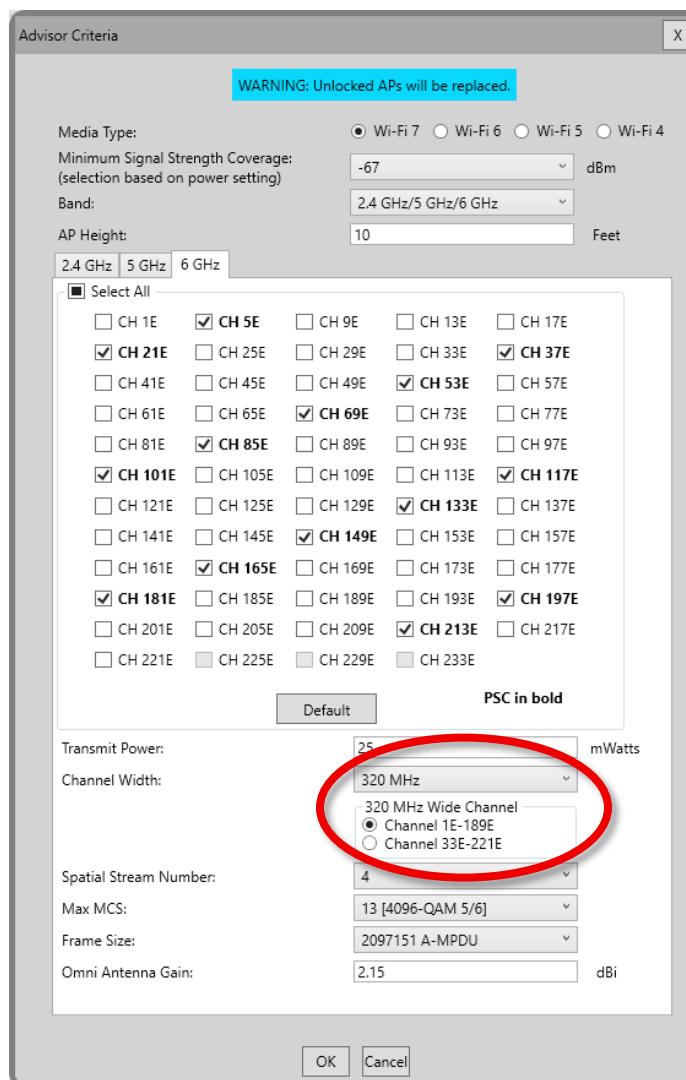 Advisor Criteria X
WARNING: Unlocked APs will be replaced.
Media Type: Wi-Fi 7 Wi-Fi 6 Wi-Fi 5 Wi-Fi 4
Minimum Signal Strength Coverage:
(selection based on power setting) -67 dBm
Band: 2.4 GHz/5 GHz/6 GHz
AP Height: 10 Feet
2.4 GHz 5 GHz 6 GHz
Select All
CH 1E CH 5E CH 9E CH 13E CH 17E
CH 21E CH 25E CH 29E CH 33E CH 37E
CH 41E CH 45E CH 49E CH 53E CH 57E
CH 61E CH 65E CH 69E CH 73E CH 77E
CH 81E CH 85E CH 89E CH 93E CH 97E
CH 101E CH 105E CH 109E CH 113E CH 117E
CH 121E CH 125E CH 129E CH 133E CH 137E
CH 141E CH 145E CH 149E CH 153E CH 157E
CH 161E CH 165E CH 169E CH 173E CH 177E
CH 181E CH 185E CH 189E CH 193E CH 197E
CH 201E CH 205E CH 209E CH 213E CH 217E
CH 221E CH 225E CH 229E CH 233E
Default PSC in bold
Transmit Power: 25 mWatts
Channel Width: 320 MHz
320 MHz Wide Channel
Channel 1E-189E
Channel 33E-221E
Spatial Stream Number: 4
Max MCS: 13 [4096-QAM 5/6]
Frame Size: 2097151 A-MPDU
Omni Antenna Gain: 2.15 dBi
OK Cancel